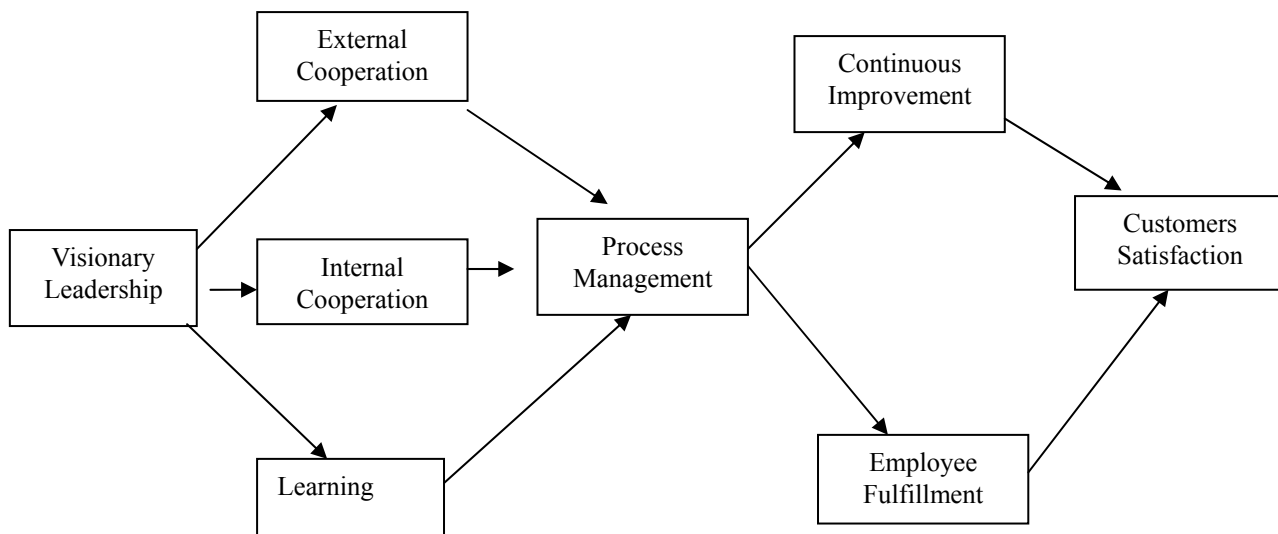 External
Cooperation
Continuous
Improvement
Visionary
Leadership
Internal
Cooperation
Process
Management
Customers
Satisfaction
Learning
Employee
Fulfillment